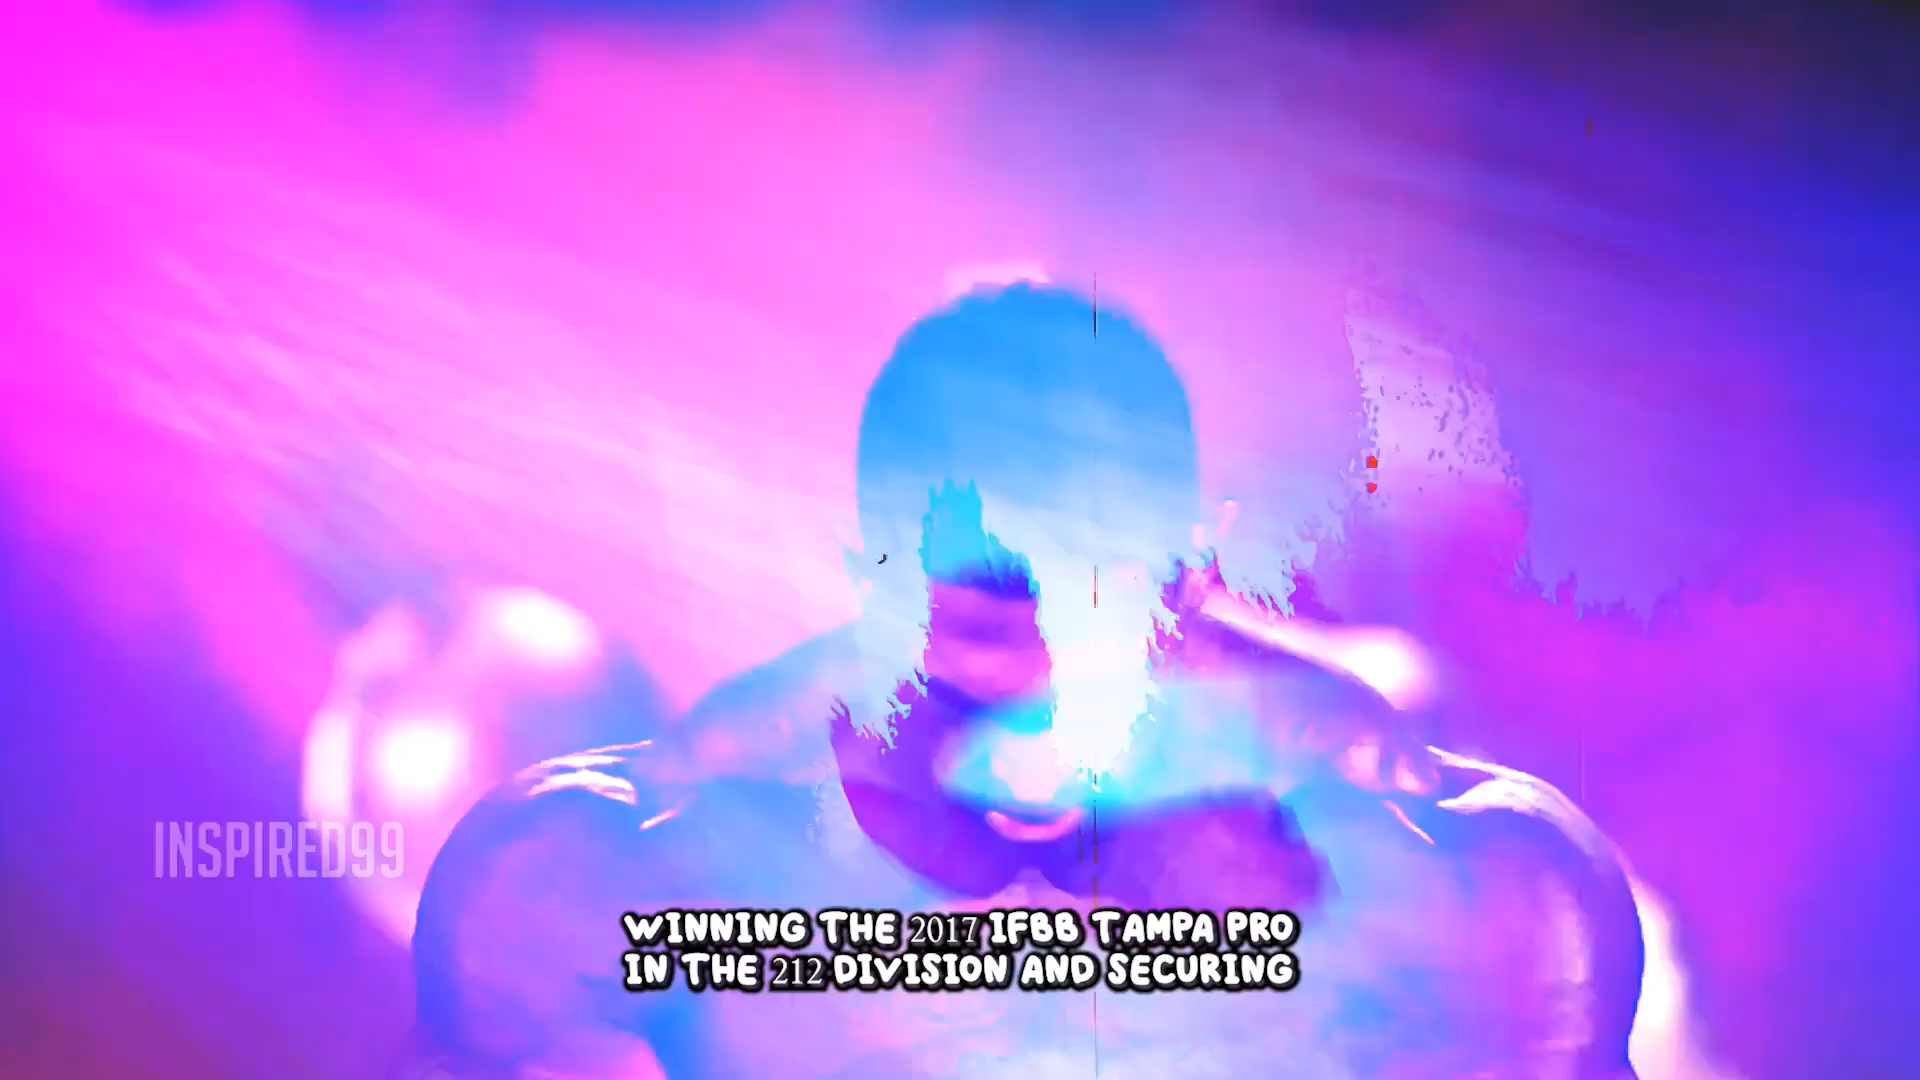 INSPIRED99
WINNING THE 2017 IFBB TAMPA PRO
IN THE 212 DIVISION AND SECURING